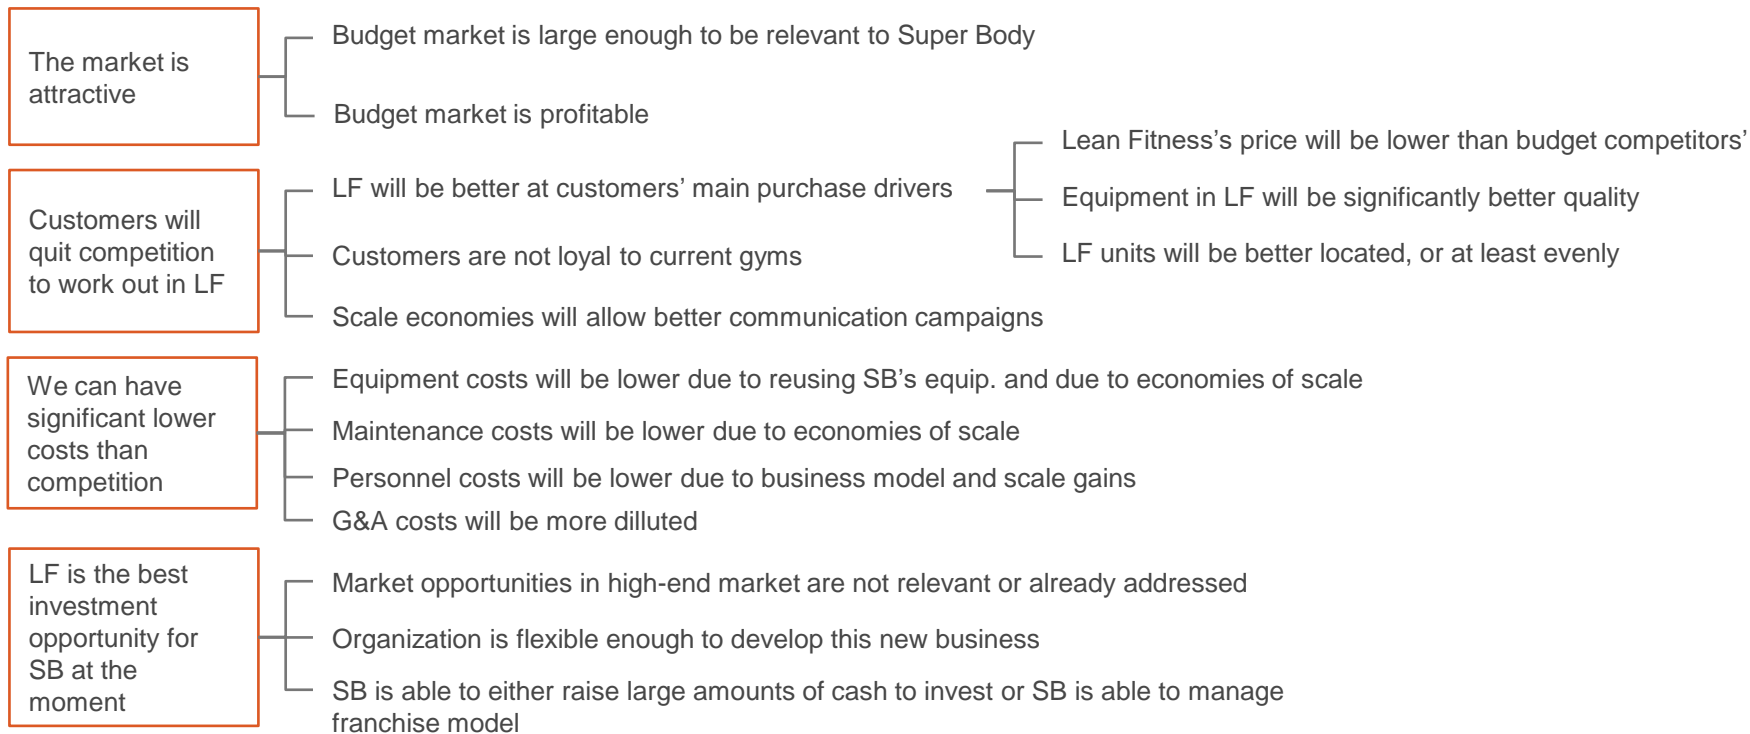 The market is
attractive
Budget market is large enough to be relevant to Super Body
Budget market is profitable
Customers will
quit competition
to work out in LF
LF will be better at customers’ main purchase drivers
Lean Fitness’s price will be lower than budget competitors’
Equipment in LF will be significantly better quality
LF units will be better located, or at least evenly
Customers are not loyal to current gyms
Scale economies will allow better communication campaigns
We can have
significant lower
costs than
competition
Equipment costs will be lower due to reusing SB’s equip. and due to economies of scale
Maintenance costs will be lower due to economies of scale
Personnel costs will be lower due to business model and scale gains
G&A costs will be more dilluted
LF is the best
investment
opportunity for
SB at the
moment
Market opportunities in high-end market are not relevant or already addressed
Organization is flexible enough to develop this new business
SB is able to either raise large amounts of cash to invest or SB is able to manage
franchise model